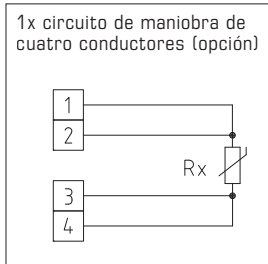 1x circuito de maniobra de
cuatro conductores (opción)
1
2
Rx
3
4